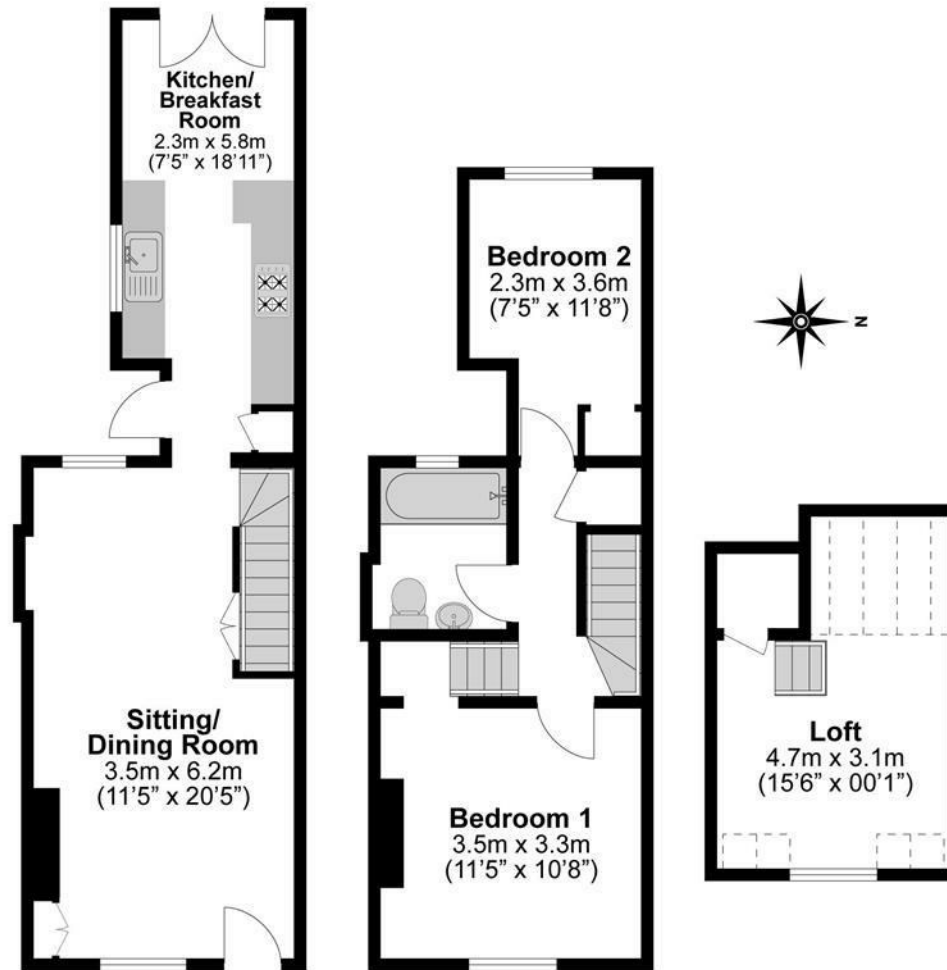 Kitchen/
Breakfast
Room
2.3m x 5.8m
(7'5" x 18'11")
Bedroom 2
2.3m x 3.6m
(7'5" x 11'8")
N
Sitting/
Dining Room
3.5m x 6.2m
(11'5" x 20'5")
Bedroom 1
3.5m x 3.3m
(11'5" x 10'8")
Loft
4.7m x 3.1m
(15'6" x 00'1")